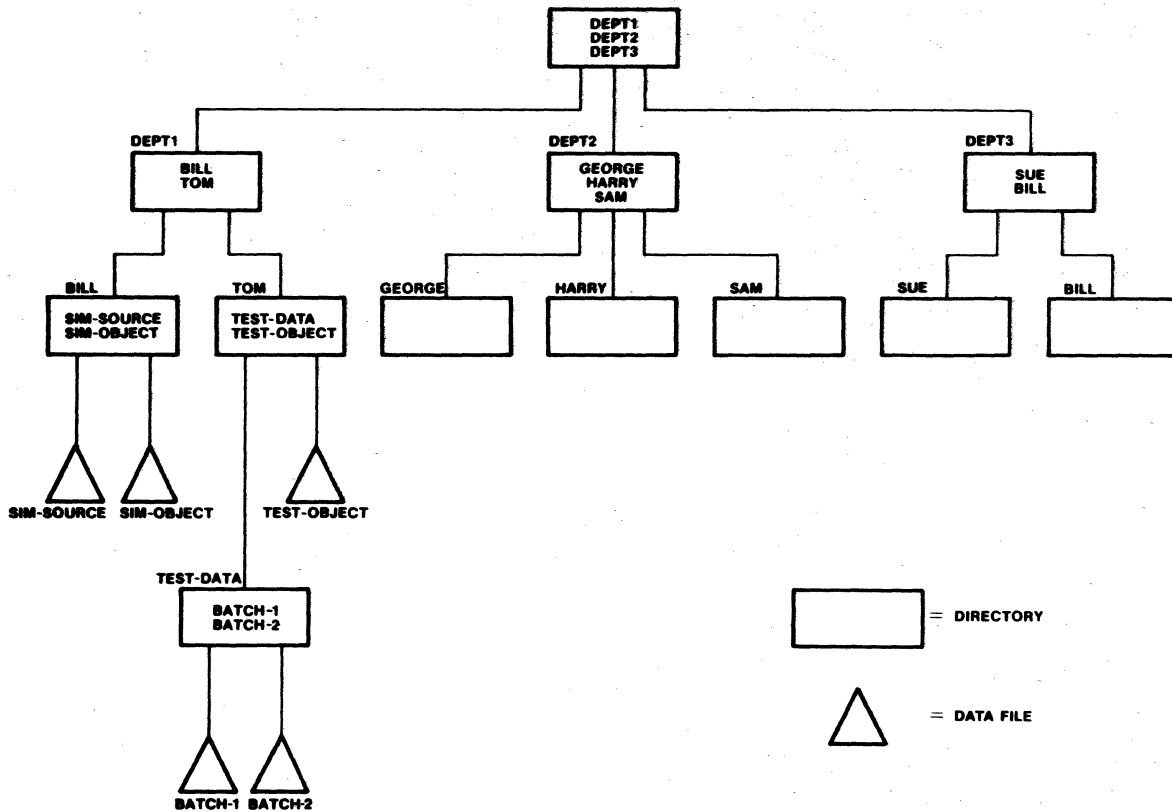 DEPT1
DEPT2
DEPT3
DEPT1
BILL
TOM
DEPT2
GEORGE
HARRY
SAM
DEPT3
SUE
BILL
BILL
SIM-SOURCE
SIM-OBJECT
TOM
TEST-DATA
TEST-OBJECT
GEORGE
HARRY
SAM
SUE
BILL
SIM-SOURCE
SIM-OBJECT
TEST-OBJECT
TEST-DATA
BATCH-1
BATCH-2
BATCH-1
BATCH-2
= DIRECTORY
= DATA FILE